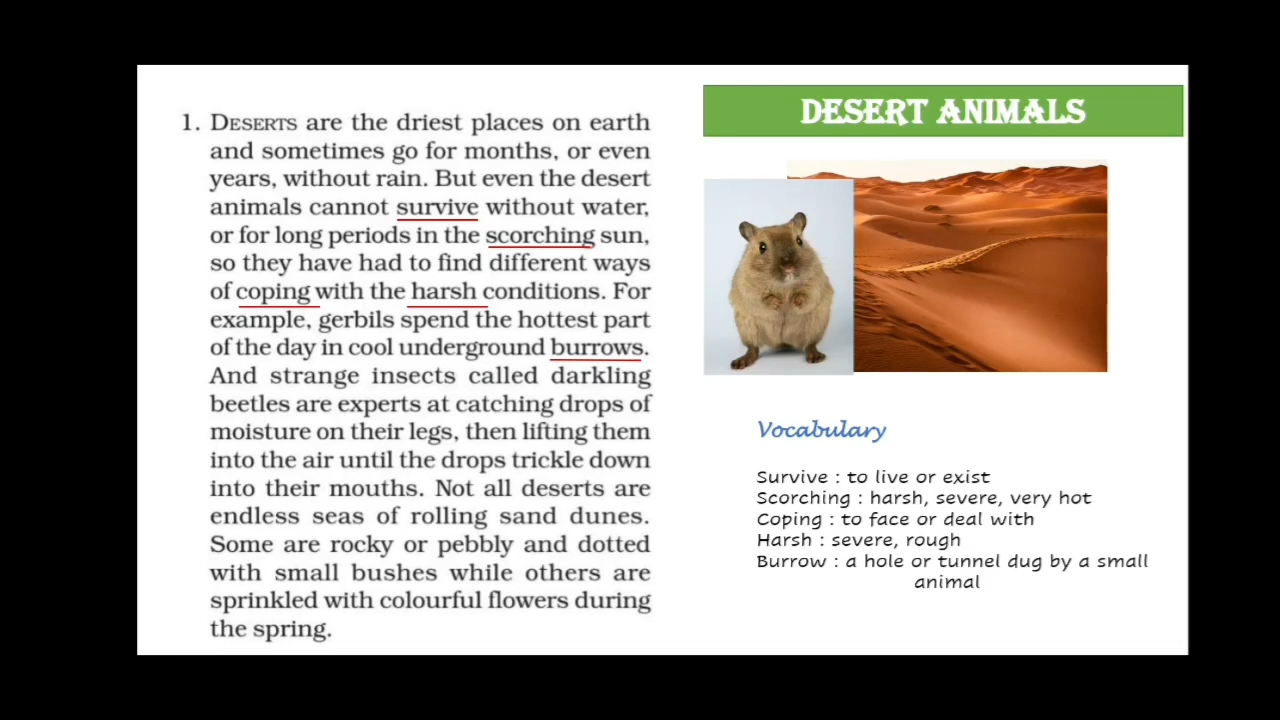 1. DESERTS are the driest places on earth
and sometimes go for months, or even
years, without rain. But even the desert
animals cannot survive without water,
or for long periods in the scorching sun,
so they have had to find different ways
of coping with the harsh conditions. For
example, gerbils spend the hottest part
of the day in cool underground burrows.
And strange insects called darkling
beetles are experts at catching drops of
moisture on their legs, then lifting them
into the air until the drops trickle down
into their mouths. Not all deserts are
endless seas of rolling sand dunes.
Some are rocky or pebbly and dotted
with small bushes while others are
sprinkled with colourful flowers during
the spring.
DESERT ANIMALS
Vocabulary
Survive : to live or exist
Scorching : harsh, severe, very hot
Coping : to face or deal with
Harsh : severe, rough
Burrow : a hole or tunnel dug by a small
animal